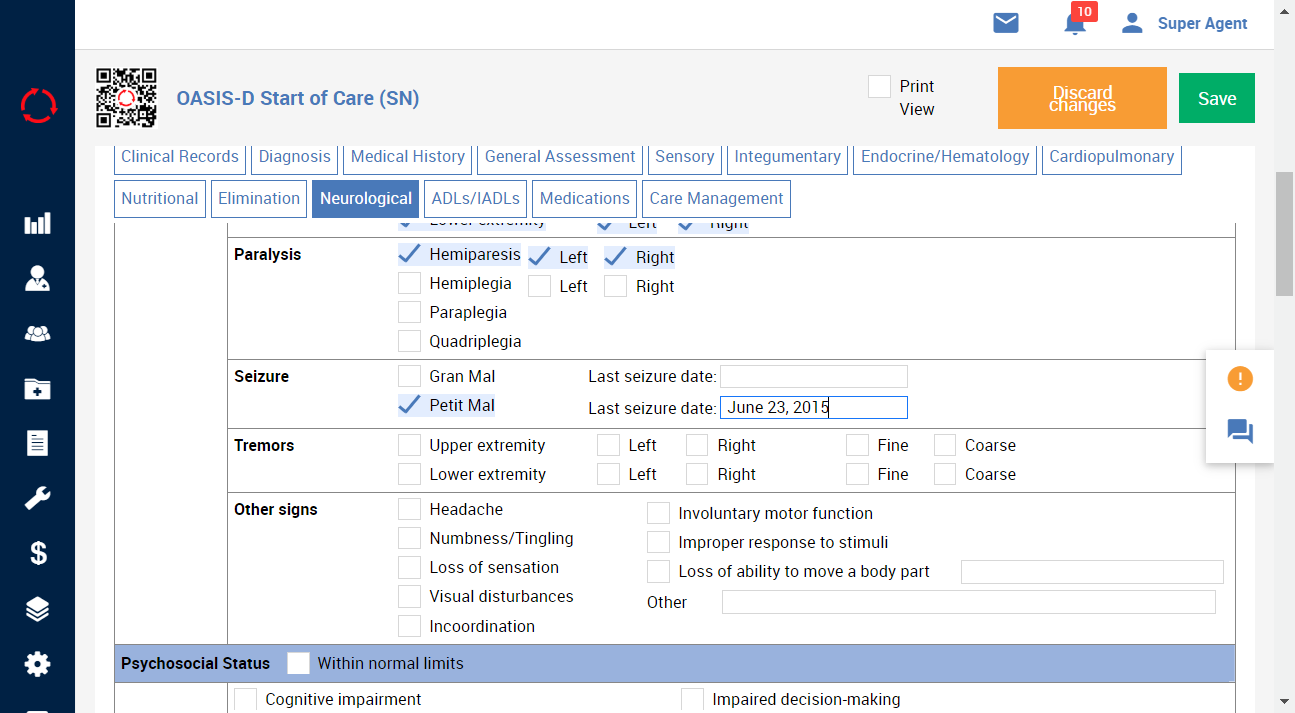 10
Super Agent
OASIS-D Start of Care (SN)
Print
View
Discard
changes
Save
Clinical Records Diagnosis Medical History General Assessment Sensory Integumentary Endocrine/Hematology Cardiopulmonary
Nutritional Elimination Neurological ADLs/IADLs Medications Care Management
Lower extremity Left Right
Paralysis Hemiparesis Left Right
Hemiplegia Left Right
Paraplegia
Quadriplegia
Seizure Gran Mal Last seizure date:
Petit Mal Last seizure date: June 23, 2015
Tremors Upper extremity Left Right Fine Coarse
Lower extremity Left Right Fine Coarse
Other signs Headache Involuntary motor function
Numbness/Tingling Improper response to stimuli
Loss of sensation Loss of ability to move a body part
Visual disturbances Other
Incoordination
Psychosocial Status Within normal limits
Cognitive impairment Impaired decision-making